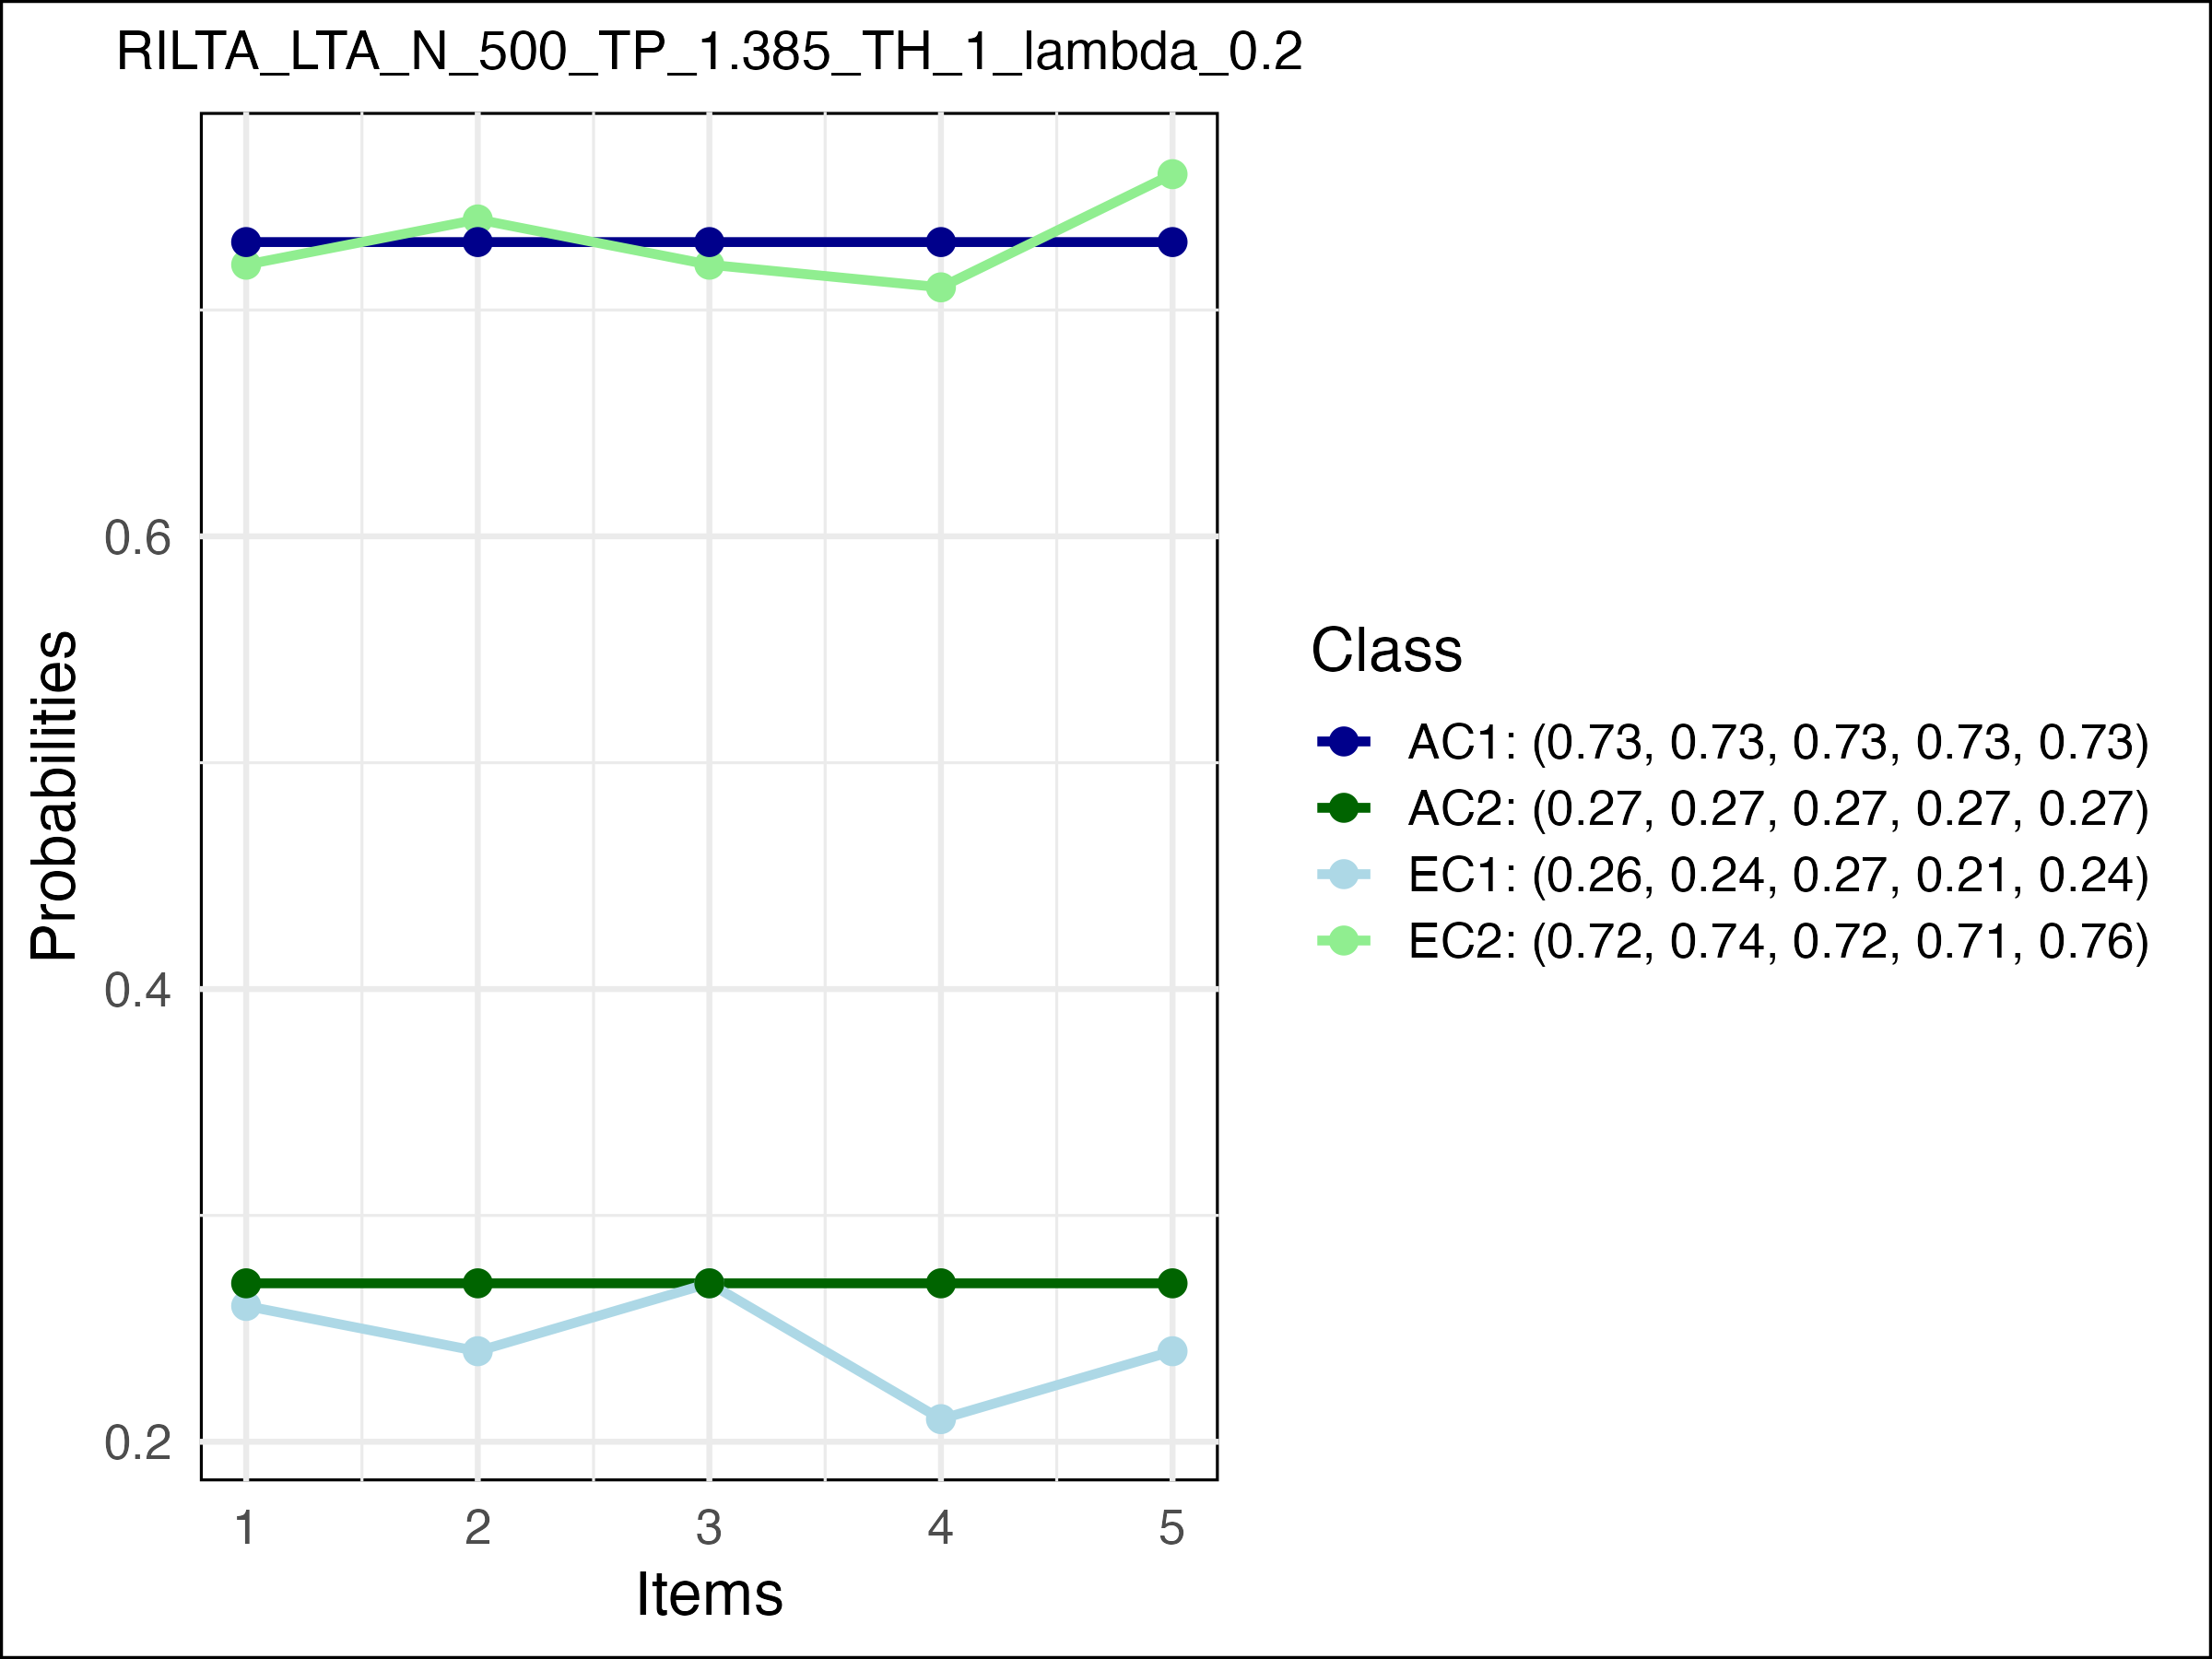 RILTA_LTA_N_500_TP_1.385_TH_1_lambda_0.2
Probabilities
0.6
0.4
0.2
1 2 3 4 5
Items
Class
AC1: (0.73, 0.73, 0.73, 0.73, 0.73)
AC2: (0.27, 0.27, 0.27, 0.27, 0.27)
EC1: (0.26, 0.24, 0.27, 0.21, 0.24)
EC2: (0.72, 0.74, 0.72, 0.71, 0.76)